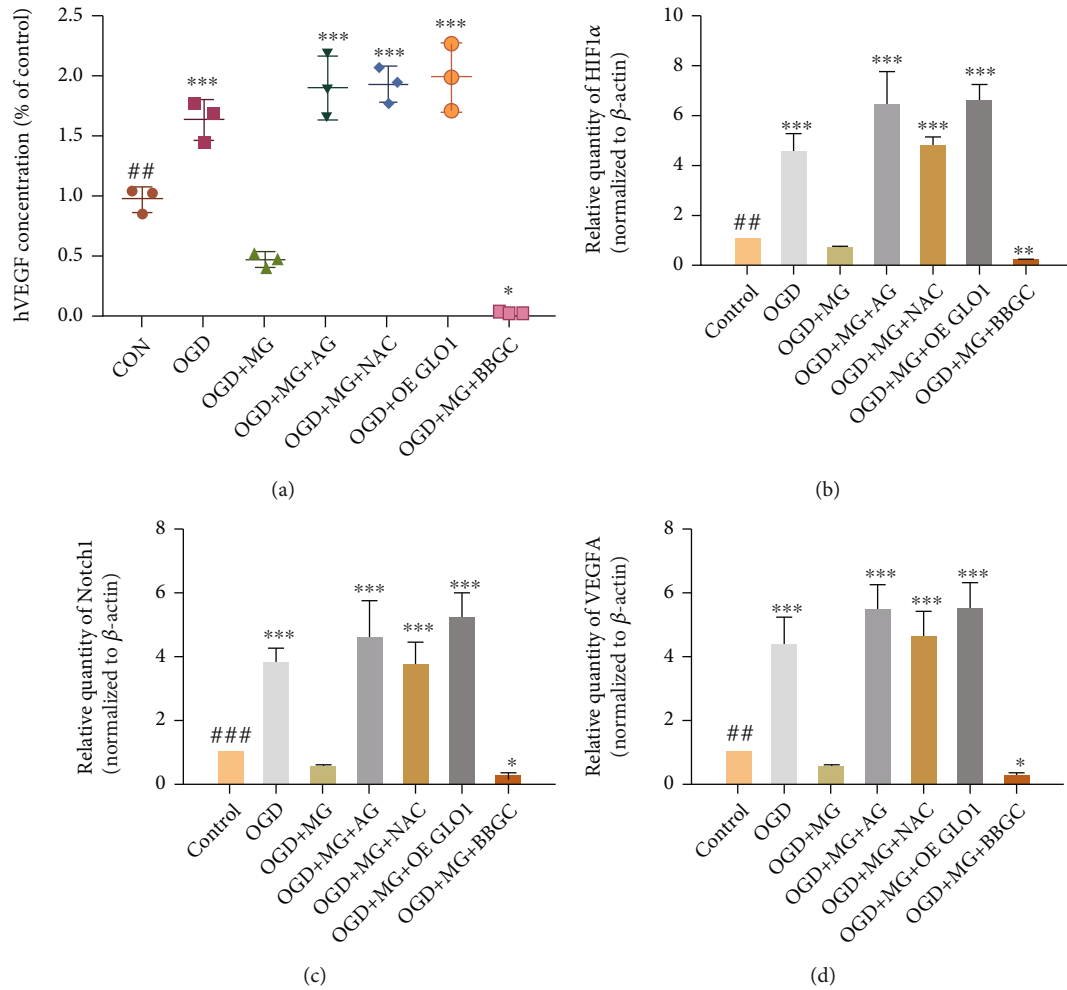 hVEGF concentration (% of control)
2.5
2.0
1.5
1.0
0.5
0.0
##
***
***
***
***
*
CON
OGD
OGD+MG
OGD+MG+AG
OGD+MG+NAC
OGD+OE GLO1
OGD+MG+BBGC
(a)
Relative quantity of HIF1α
(normalized to β-actin)
10
8
6
4
2
0
##
***
***
***
***
**
Control
OGD
OGD+MG
OGD+MG+AG
OGD+MG+NAC
OGD+MG+OE GLO1
OGD+MG+BBGC
(b)
Relative quantity of Notch1
(normalized to β-actin)
8
6
4
2
0
###
***
***
***
***
*
Control
OGD
OGD+MG
OGD+MG+AG
OGD+MG+NAC
OGD+MG+OE GLO1
OGD+MG+BBGC
(c)
Relative quantity of VEGFA
(normalized to β-actin)
8
6
4
2
0
##
***
***
***
***
*
Control
OGD
OGD+MG
OGD+MG+AG
OGD+MG+NAC
OGD+MG+OE GLO1
OGD+MG+BBGC
(d)